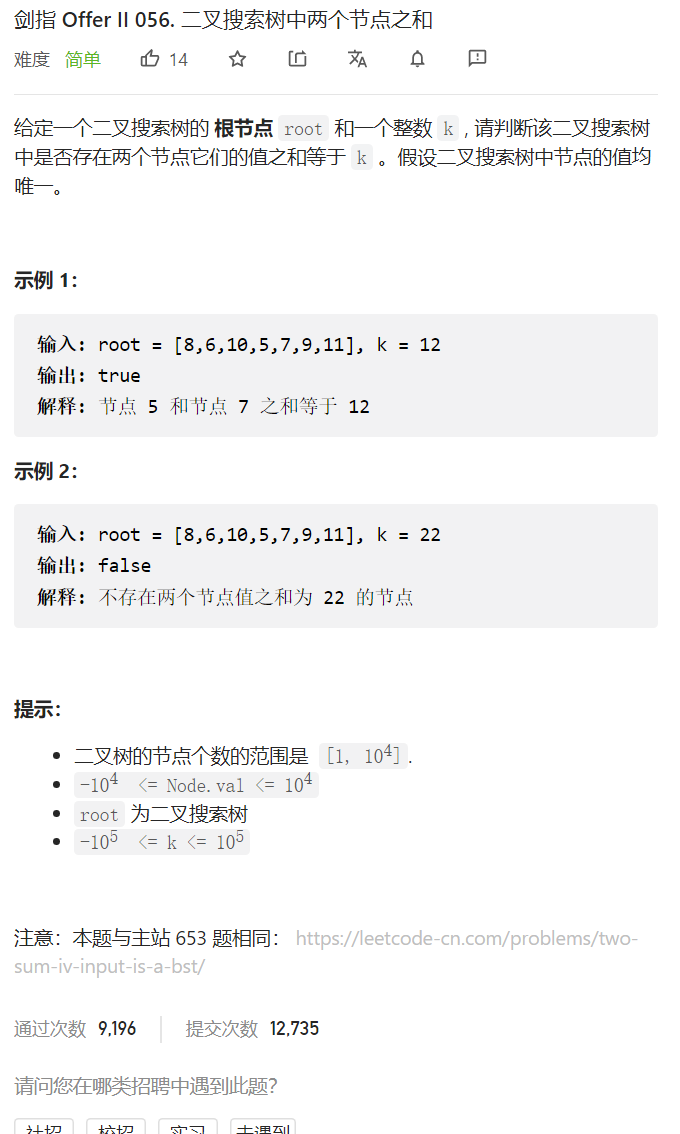 剑指 Offer II 056. 二叉搜索树中两个节点之和
难度 简单 14
给定一个二叉搜索树的 根节点 root 和一个整数 k , 请判断该二叉搜索树
中是否存在两个节点它们的值之和等于 k 。假设二叉搜索树中节点的值均
唯一。
示例 1:
输入: root = [8,6,10,5,7,9,11], k = 12
输出: true
解释: 节点 5 和节点 7 之和等于 12
示例 2:
输入: root = [8,6,10,5,7,9,11], k = 22
输出: false
解释: 不存在两个节点值之和为 22 的节点
提示:
• 二叉树的节点个数的范围是 [1, 10⁴].
• -10⁴ <= Node.val <= 10⁴
• root 为二叉搜索树
• -10⁵ <= k <= 10⁵
注意：本题与主站 653 题相同： https://leetcode-cn.com/problems/two-
sum-iv-input-is-a-bst/
通过次数 9,196 提交次数 12,735
请问您在哪类招聘中遇到此题?
社招 校招 实习 未遇到